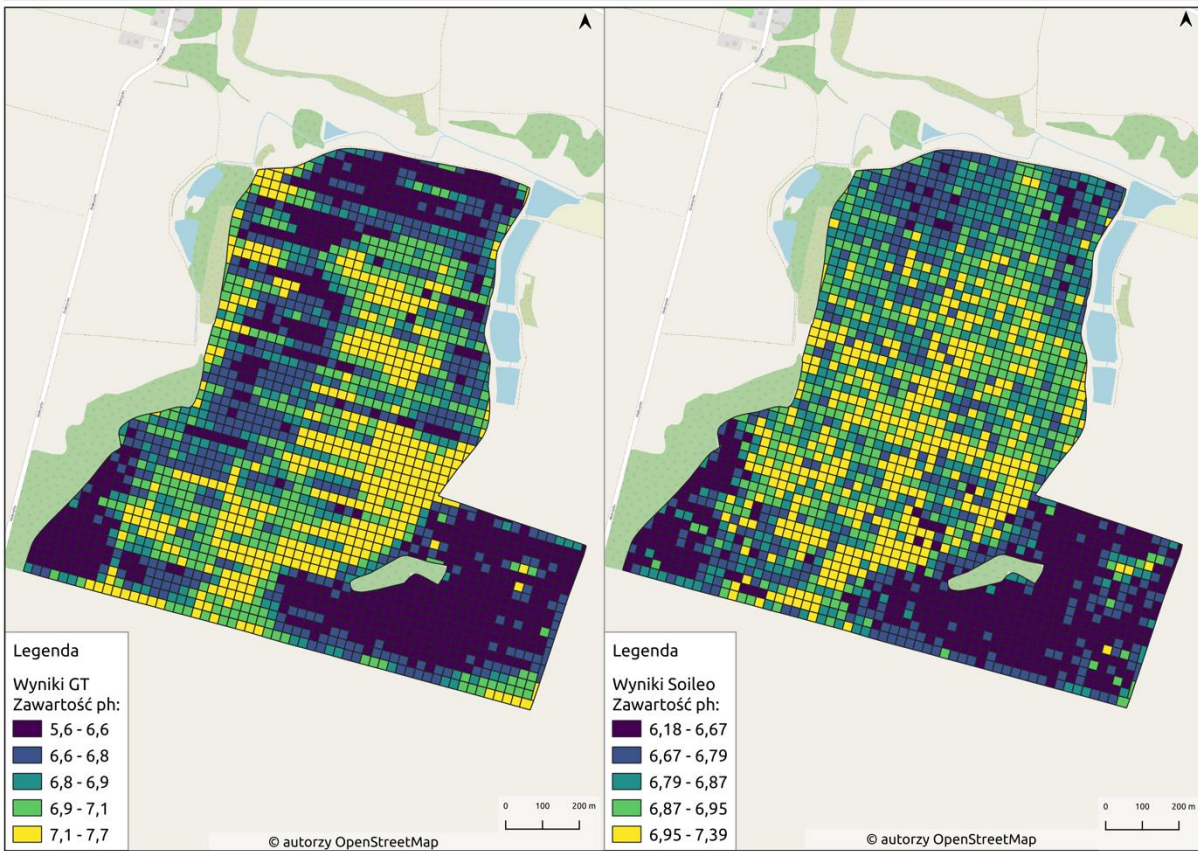 Legenda
Wyniki GT
Zawartość ph:
5,6 - 6,6
6,6 - 6,8
6,8 - 6,9
6,9 - 7,1
7,1 - 7,7
0 100 200 m
© autorzy OpenStreetMap
Legenda
Wyniki Soileo
Zawartość ph:
6,18 - 6,67
6,67 - 6,79
6,79 - 6,87
6,87 - 6,95
6,95 - 7,39
0 100 200 m
© autorzy OpenStreetMap